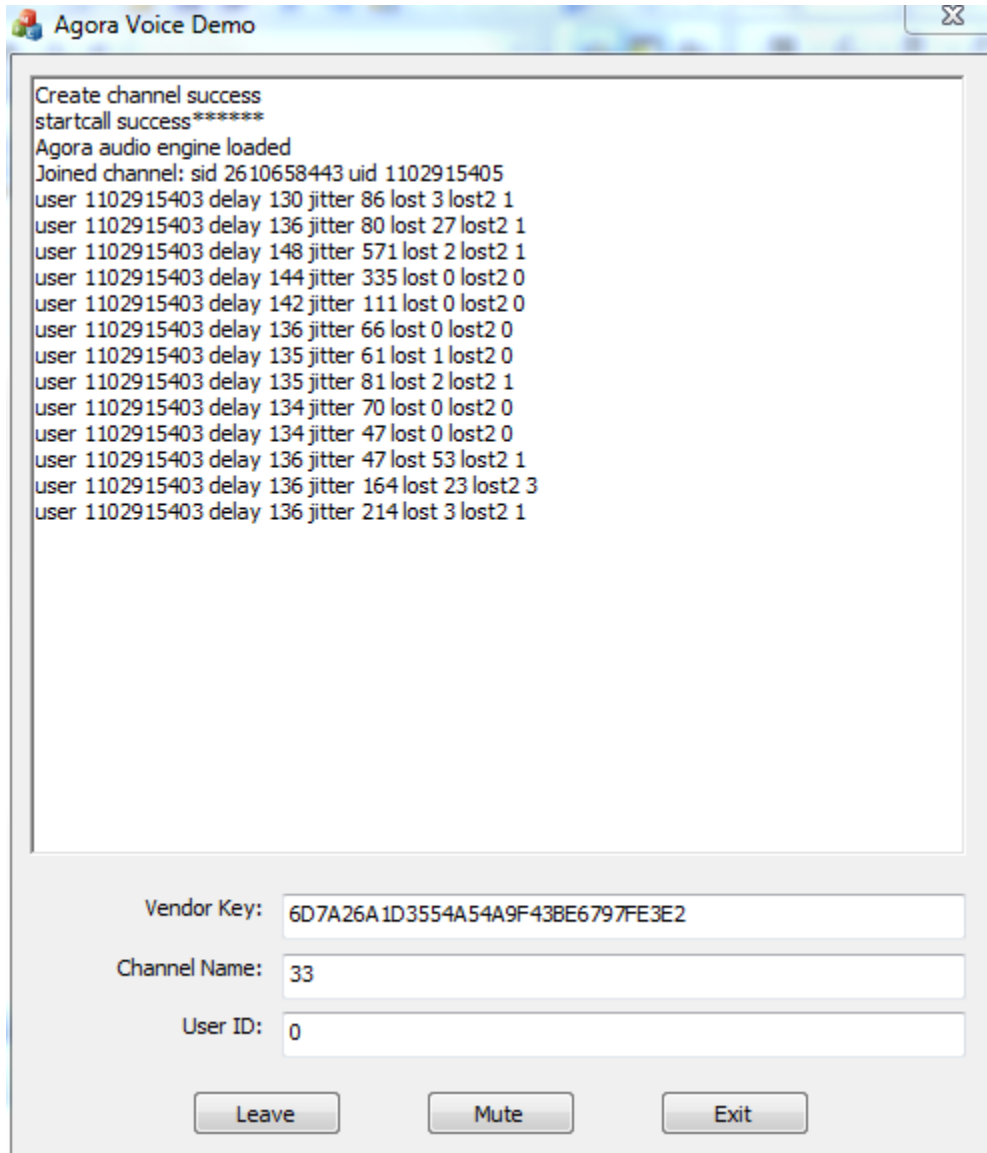 Agora Voice Demo
Create channel success
startcall success******
Agora audio engine loaded
Joined channel: sid 2610658443 uid 1102915405
user 1102915403 delay 130 jitter 86 lost 3 lost2 1
user 1102915403 delay 136 jitter 80 lost 27 lost2 1
user 1102915403 delay 148 jitter 571 lost 2 lost2 1
user 1102915403 delay 144 jitter 335 lost 0 lost2 0
user 1102915403 delay 142 jitter 111 lost 0 lost2 0
user 1102915403 delay 136 jitter 66 lost 0 lost2 0
user 1102915403 delay 135 jitter 61 lost 1 lost2 0
user 1102915403 delay 135 jitter 81 lost 2 lost2 1
user 1102915403 delay 134 jitter 70 lost 0 lost2 0
user 1102915403 delay 134 jitter 47 lost 0 lost2 0
user 1102915403 delay 136 jitter 47 lost 53 lost2 1
user 1102915403 delay 136 jitter 164 lost 23 lost2 3
user 1102915403 delay 136 jitter 214 lost 3 lost2 1
Vendor Key: 6D7A26A1D3554A54A9F43BE6797FE3E2
Channel Name: 33
User ID: 0
Leave Mute Exit